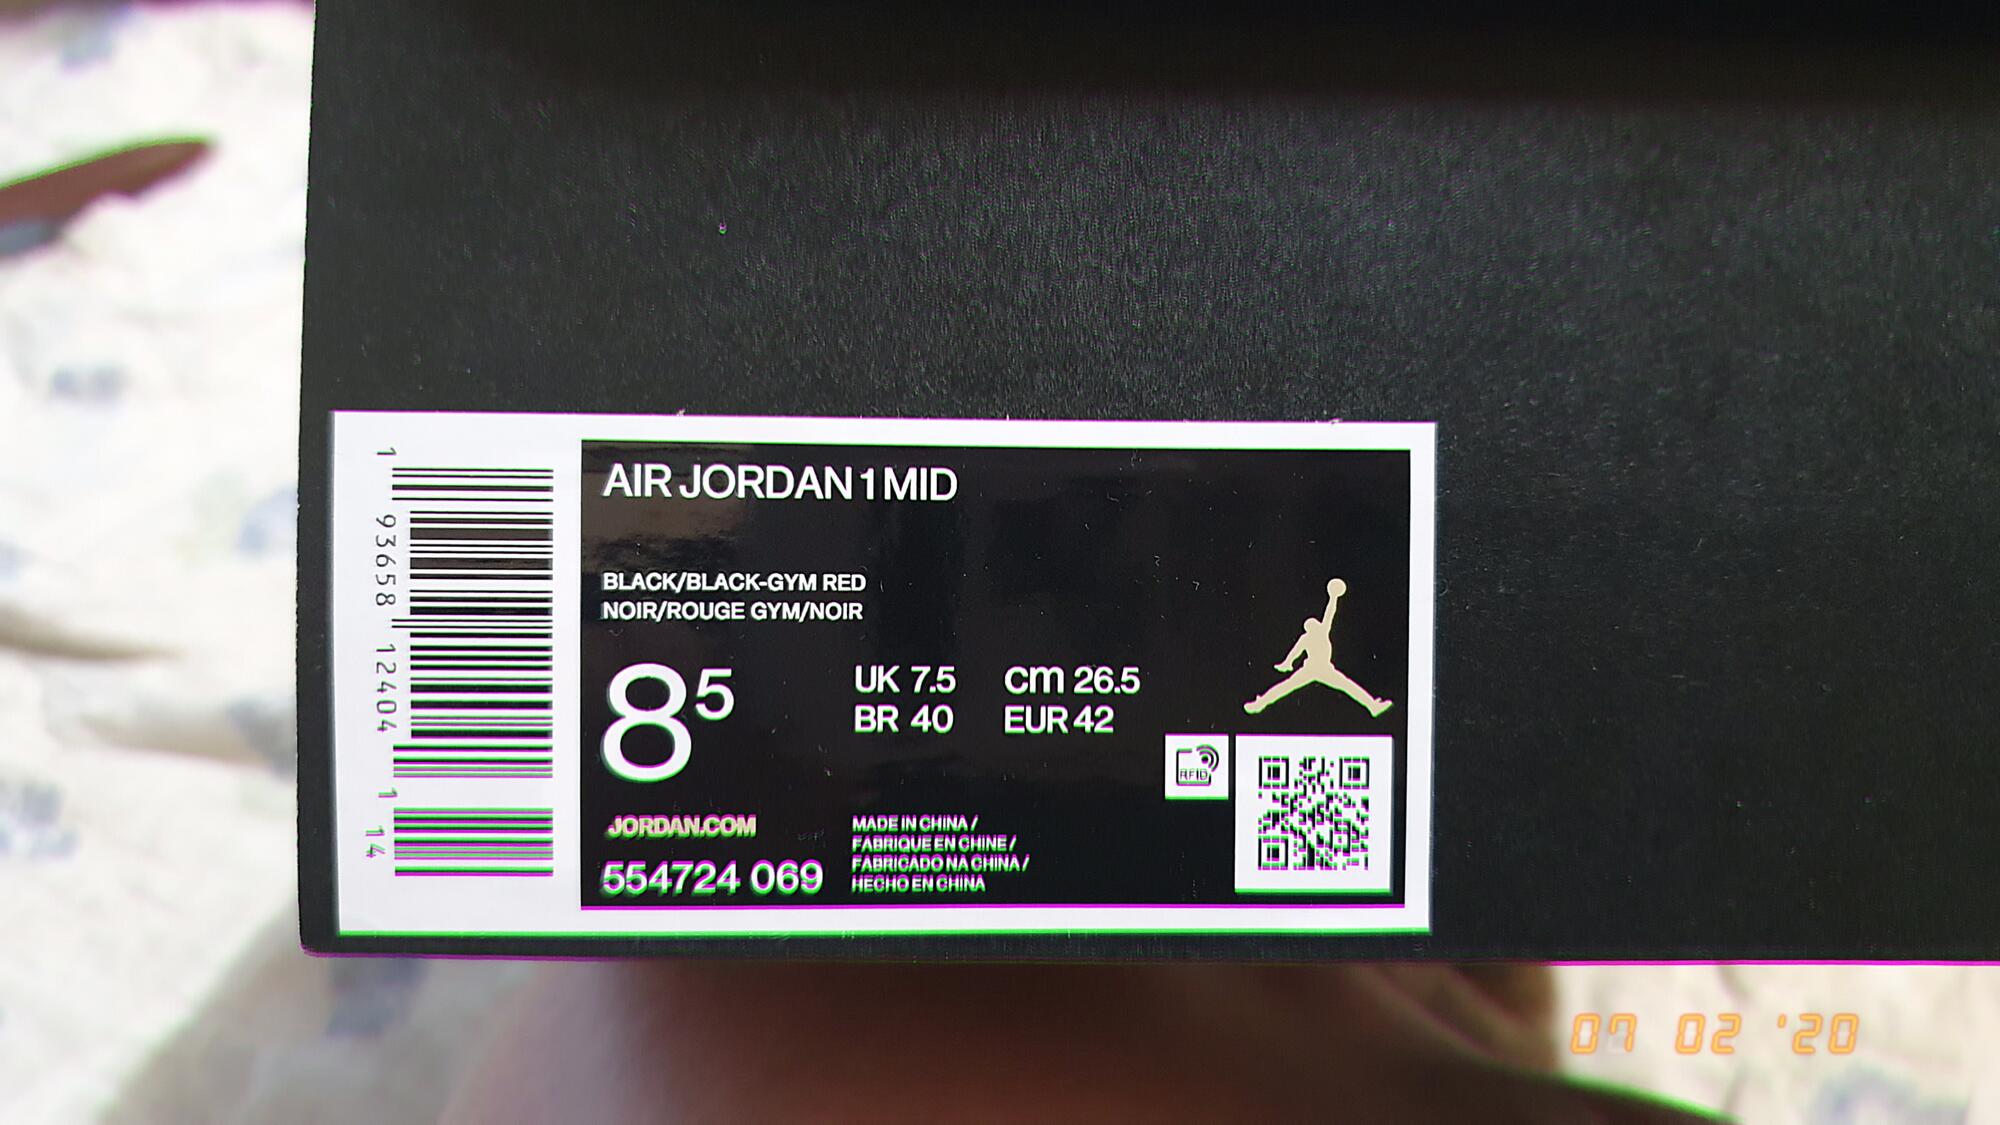 AIR JORDAN 1 MID
BLACK/BLACK-GYM RED
NOIR/ROUGE GYM/NOIR
8 5
UK 7.5 cm 26.5
BR 40 EUR 42
RFID
JORDAN.COM
554724 069
MADE IN CHINA /
FABRIQUE EN CHINE /
FABRICADO NA CHINA /
HECHO EN CHINA
1 93658 12404 1 14
07 02 '20